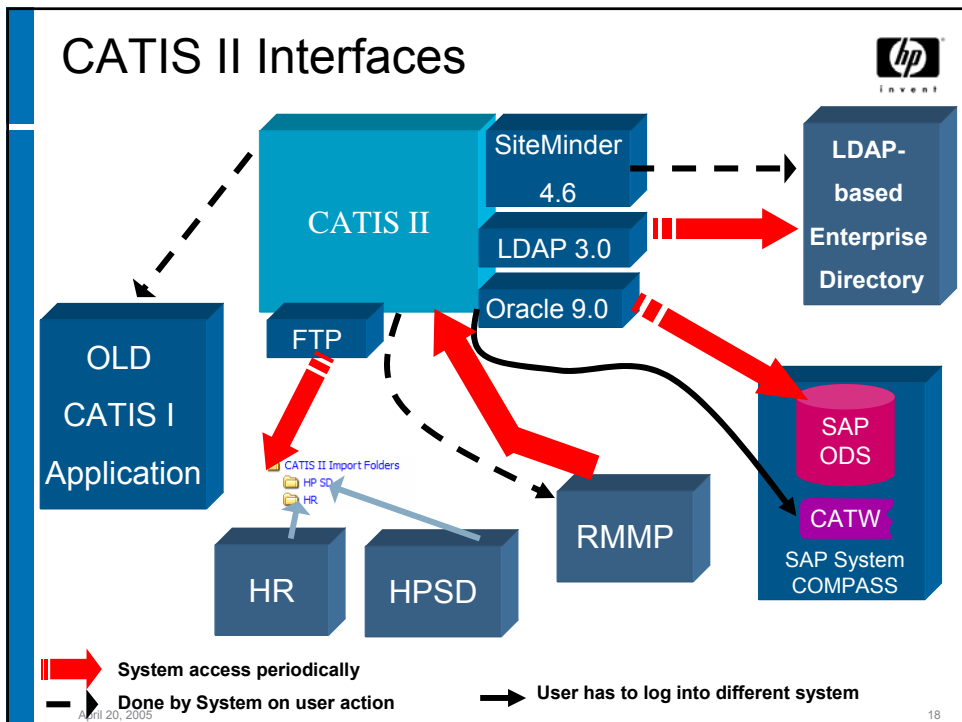 CATIS II Interfaces
hp
invent
SiteMinder
4.6
CATIS II
LDAP 3.0
Oracle 9.0
FTP
LDAP-
based
Enterprise
Directory
OLD
CATIS I
Application
CATIS II Import Folders
HP SD
HR
HR
HPSD
RMMP
SAP
ODS
CATW
SAP System
COMPASS
System access periodically
Done by System on user action
User has to log into different system
April 20, 2005
18